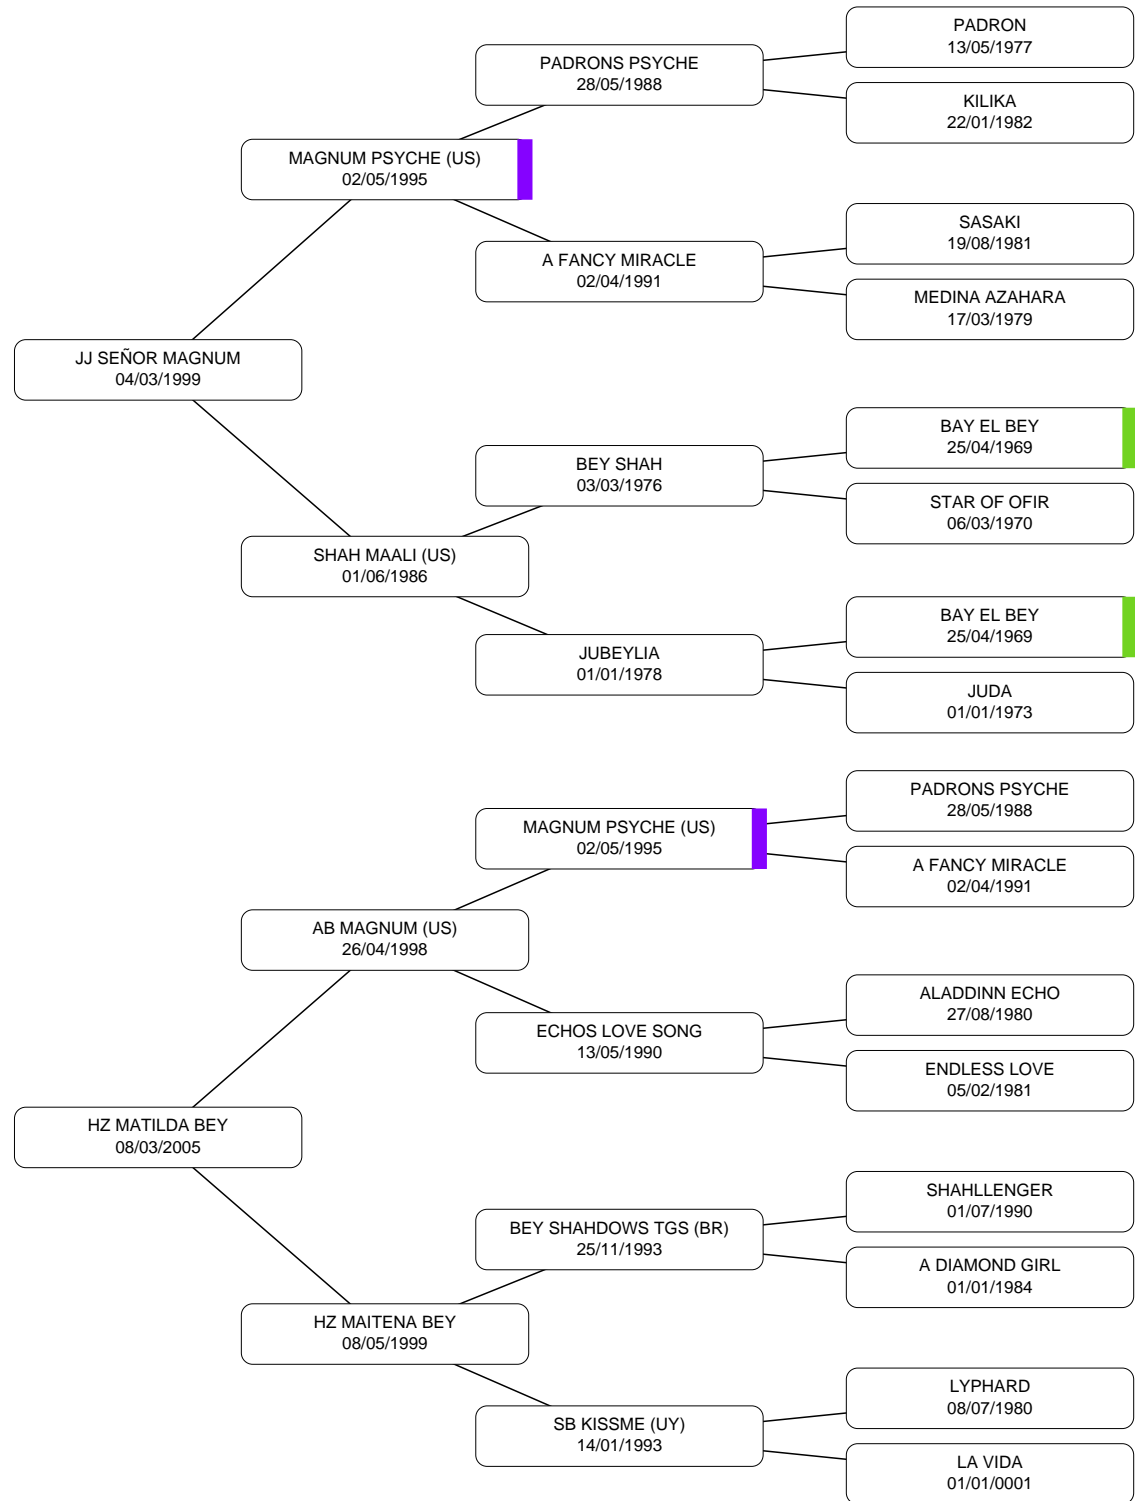 PADRON
13/05/1977
PADRONS PSYCHE
28/05/1988
KILIKA
22/01/1982
MAGNUM PSYCHE (US)
02/05/1995
SASAKI
19/08/1981
A FANCY MIRACLE
02/04/1991
MEDINA AZAHARA
17/03/1979
JJ SEÑOR MAGNUM
04/03/1999
BAY EL BEY
25/04/1969
BEY SHAH
03/03/1976
STAR OF OFIR
06/03/1970
SHAH MAALI (US)
01/06/1986
BAY EL BEY
25/04/1969
JUBEYLIA
01/01/1978
JUDA
01/01/1973
PADRONS PSYCHE
28/05/1988
MAGNUM PSYCHE (US)
02/05/1995
A FANCY MIRACLE
02/04/1991
AB MAGNUM (US)
26/04/1998
ALADDINN ECHO
27/08/1980
ECHOS LOVE SONG
13/05/1990
ENDLESS LOVE
05/02/1981
HZ MATILDA BEY
08/03/2005
SHAHLLENGER
01/07/1990
BEY SHAHDOWS TGS (BR)
25/11/1993
A DIAMOND GIRL
01/01/1984
HZ MAITENA BEY
08/05/1999
LYPHARD
08/07/1980
SB KISSME (UY)
14/01/1993
LA VIDA
01/01/0001